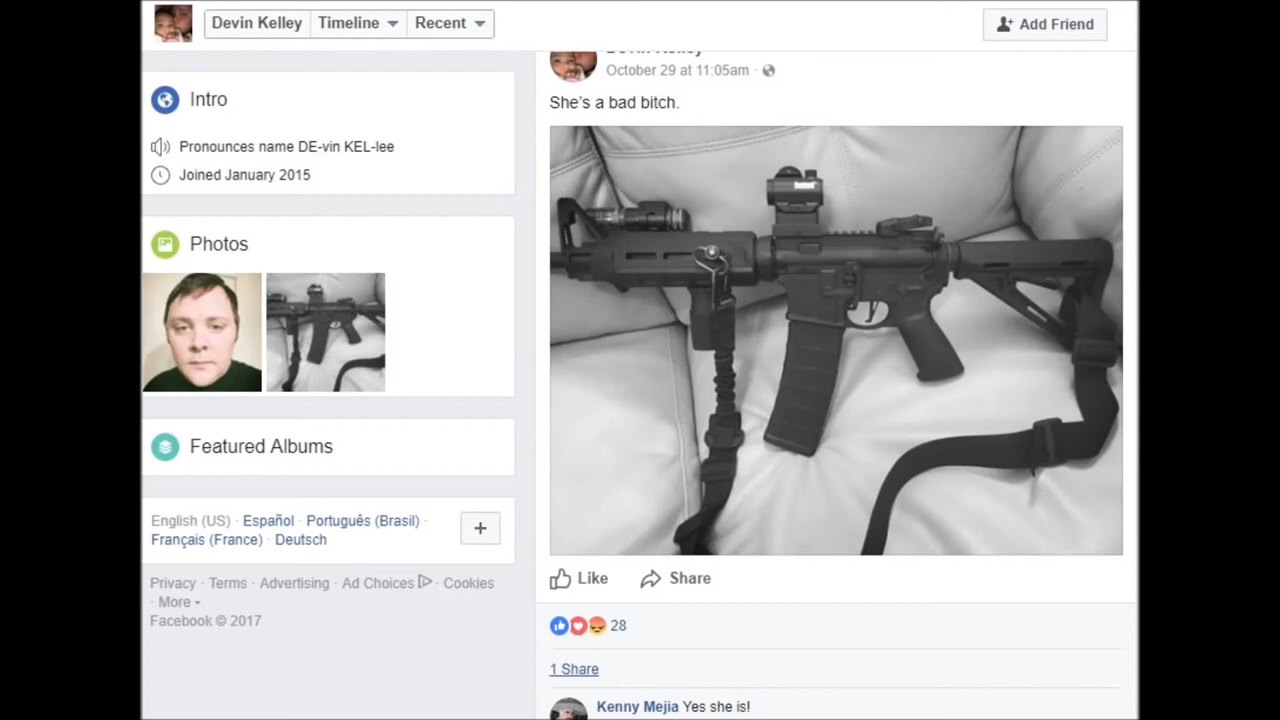 Devin Kelley Timeline Recent Add Friend
Intro
Pronounces name DE-vin KEL-lee
Joined January 2015
Photos
Featured Albums
English (US) · Español · Português (Brasil) ·
Français (France) · Deutsch
+
Privacy · Terms · Advertising · Ad Choices · Cookies
· More
Facebook © 2017
Devin Kelley
October 29 at 11:05am ·
She's a bad bitch.
Like Share
28
1 Share
Kenny Mejia Yes she is!